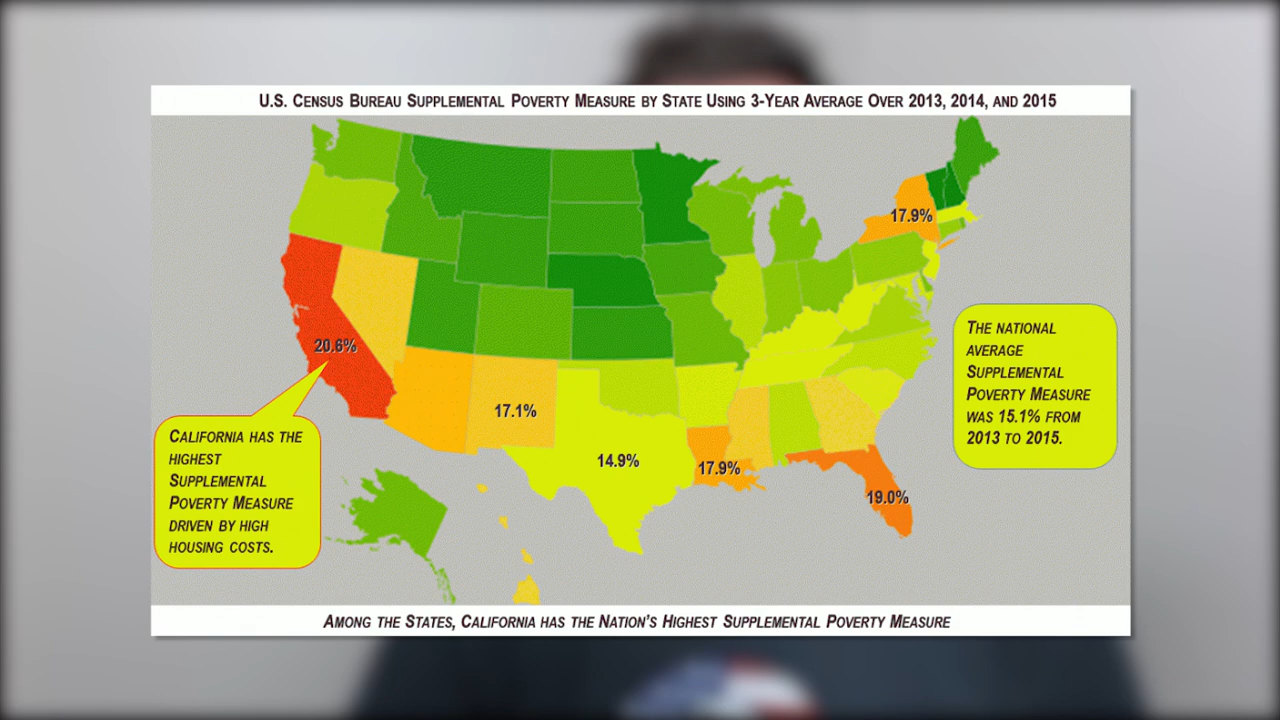 U.S. Census Bureau Supplemental Poverty Measure by State Using 3-Year Average Over 2013, 2014, and 2015
17.9%
20.6%
17.1%
14.9%
17.9%
19.0%
The national
average
Supplemental
Poverty Measure
was 15.1% from
2013 to 2015.
California has the
highest
Supplemental
Poverty Measure
driven by high
housing costs.
Among the States, California has the Nation's Highest Supplemental Poverty Measure